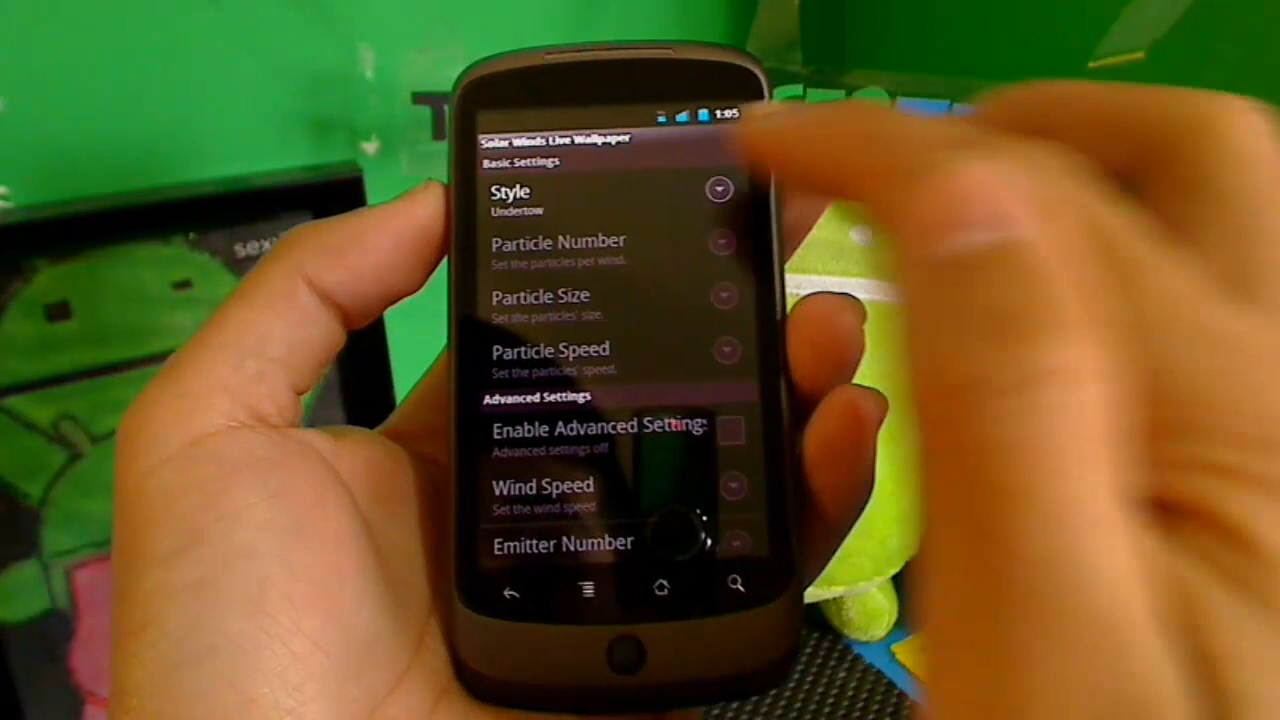 1:05
Solar Winds Live Wallpaper
Basic Settings
Style
Undertow
Particle Number
Set the particles per wind.
Particle Size
Set the particles' size.
Particle Speed
Set the particles' speed.
Advanced Settings
Enable Advanced Setting
Advanced settings off
Wind Speed
Set the wind speed
Emitter Number
sex